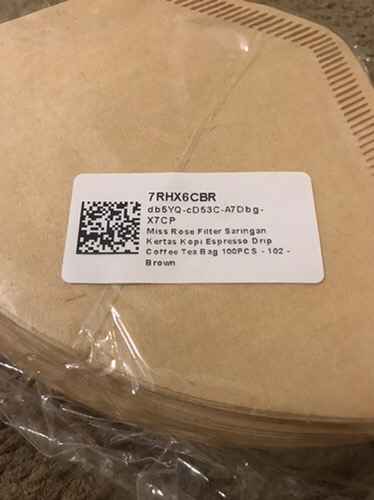 7RHX6CBR
db5YQ-cD53C-A7Dbg-
X7CP
Miss Rose Filter Saringan
Kertas Kopi Espresso Drip
Coffee Tea Bag 100PCS - 102 -
Brown